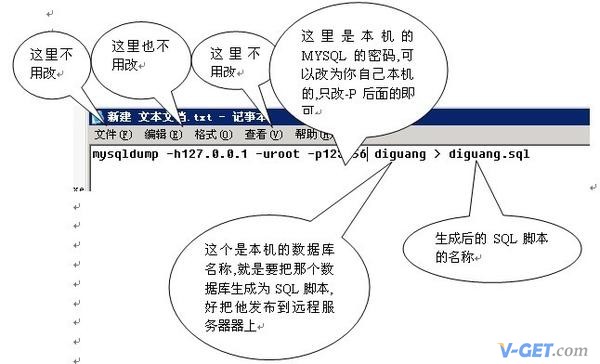 这里不
用改
这里也不
用改
这里不
用改
这里是本机的
MYSQL 的密码,可
以改为你自己本机
的,只改-P 后面的即
可
新建 文本文档.txt - 记事本
文件(F) 编辑(E) 格式(O) 查看(V) 帮助
mysqldump -h127.0.0.1 -uroot -p123 56 diguang > diguang.sql
这个是本机的数据库
名称,就是要把那个数
据库生成为 SQL 脚本,
好把他发布到远程服
务器器上
生成后的 SQL 脚本
的名称
V-GET.com